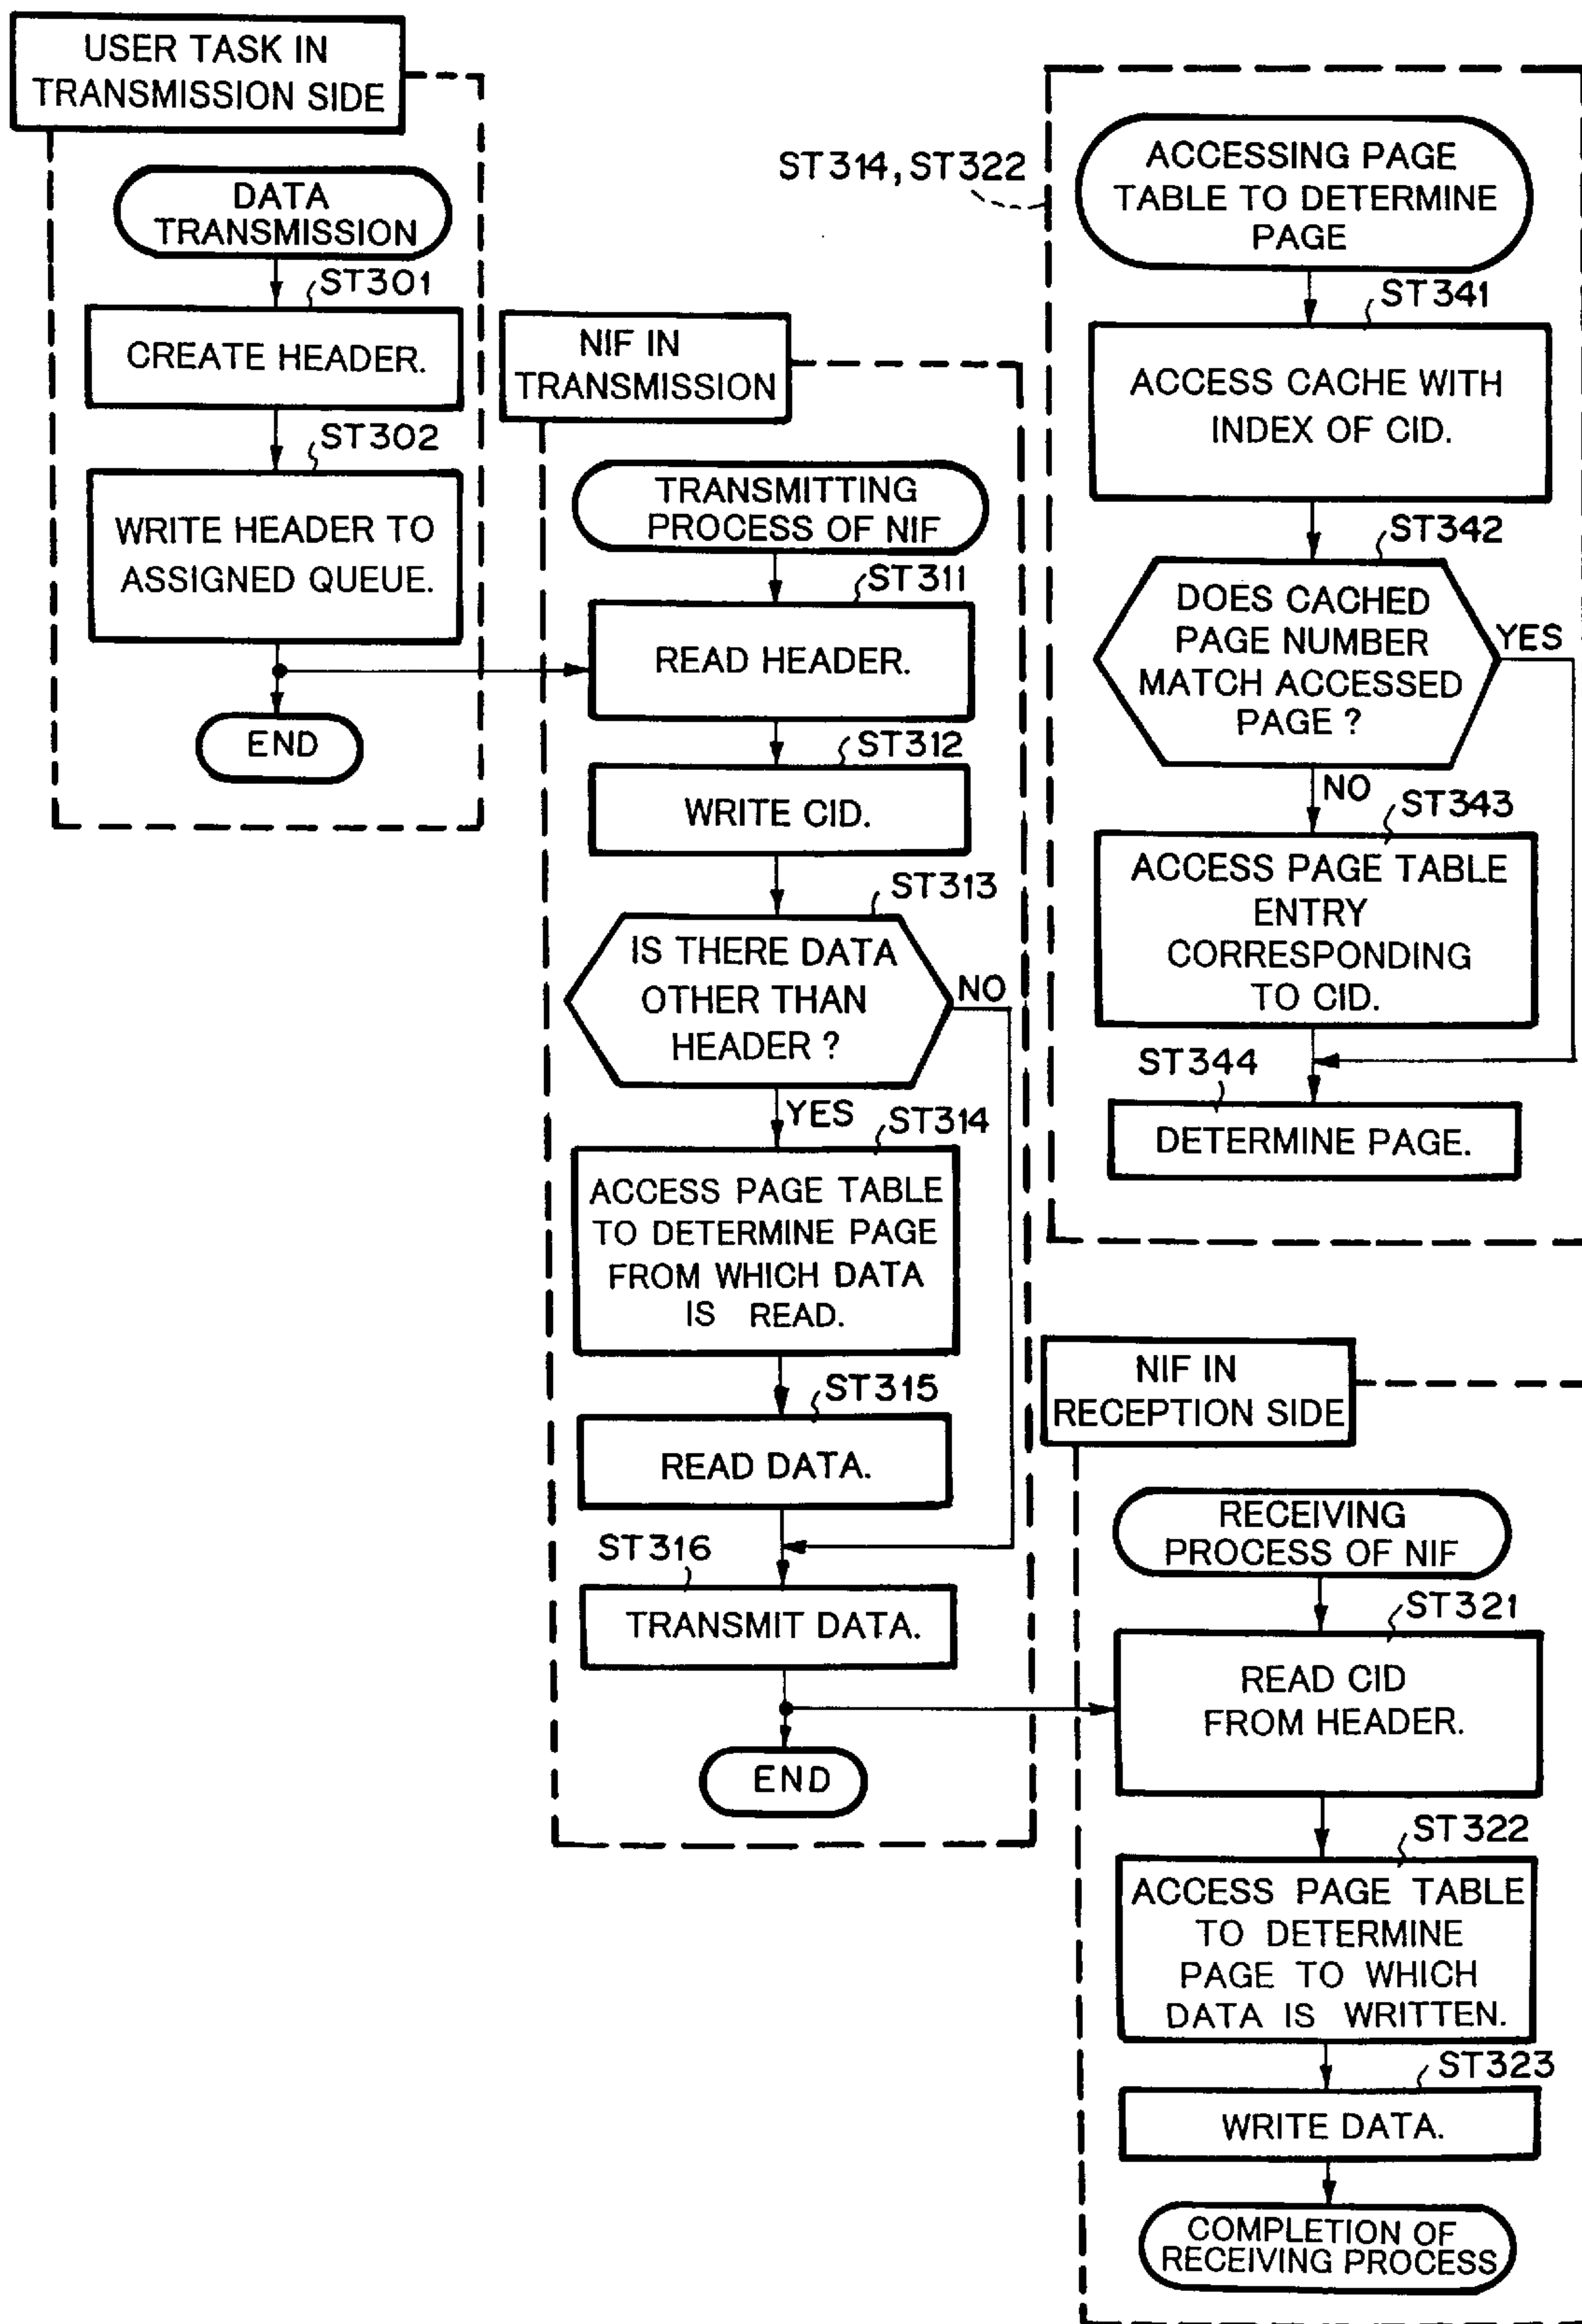 USER TASK IN
TRANSMISSION SIDE
DATA
TRANSMISSION
ST301
CREATE HEADER.
ST302
WRITE HEADER TO
ASSIGNED QUEUE.
END
NIF IN
TRANSMISSION
TRANSMITTING
PROCESS OF NIF
ST311
READ HEADER.
ST312
WRITE CID.
ST313
IS THERE DATA
OTHER THAN
HEADER ?
NO
YES
ST314
ACCESS PAGE TABLE
TO DETERMINE PAGE
FROM WHICH DATA
IS READ.
ST315
READ DATA.
ST316
TRANSMIT DATA.
END
ST314, ST322
ACCESSING PAGE
TABLE TO DETERMINE
PAGE
ST341
ACCESS CACHE WITH
INDEX OF CID.
ST342
DOES CACHED
PAGE NUMBER
MATCH ACCESSED
PAGE ?
YES
NO
ST343
ACCESS PAGE TABLE
ENTRY
CORRESPONDING
TO CID.
ST344
DETERMINE PAGE.
NIF IN
RECEPTION SIDE
RECEIVING
PROCESS OF NIF
ST321
READ CID
FROM HEADER.
ST322
ACCESS PAGE TABLE
TO DETERMINE
PAGE TO WHICH
DATA IS WRITTEN.
ST323
WRITE DATA.
COMPLETION OF
RECEIVING PROCESS